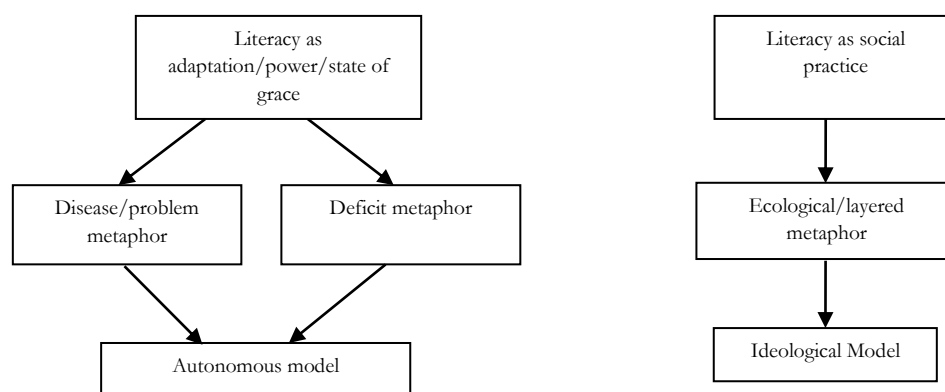 Literacy as
adaptation/power/state of
grace
Literacy as social
practice
Disease/problem
metaphor
Deficit metaphor
Ecological/layered
metaphor
Autonomous model
Ideological Model